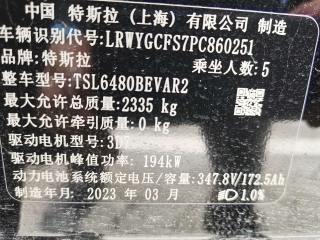 中国 特斯拉（上海）有限公司 制造
车辆识别代号:LRWYGCFS7PC860251
品牌:特斯拉 乘坐人数:5
整车型号:TSL6480BEVAR2
最大允许总质量:2335 kg
最大允许牵引质量:0 kg
驱动电机型号:3D7
驱动电机峰值功率: 194kW
动力电池系统额定电压/容量:347.8V/172.5Ah
制造年月: 2023 年 03 月 1.0%